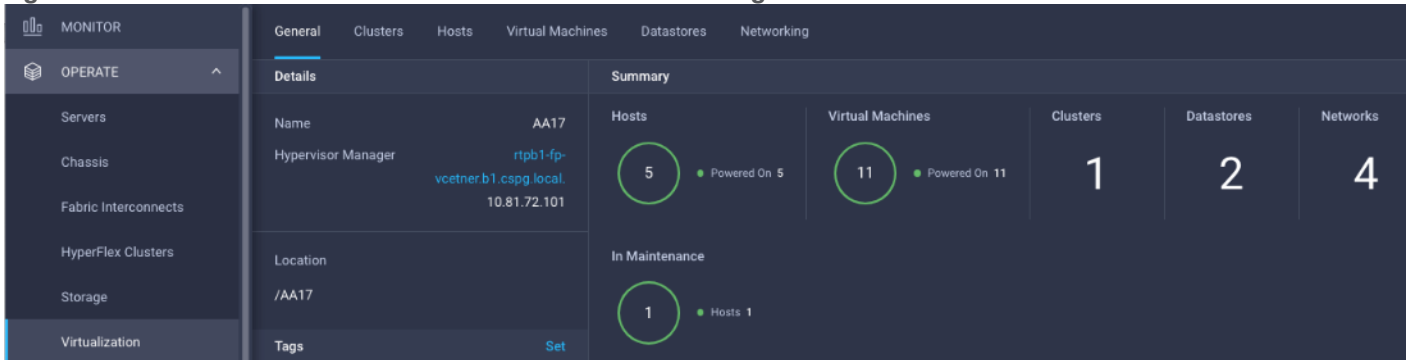 MONITOR
OPERATE
Servers
Chassis
Fabric Interconnects
HyperFlex Clusters
Storage
Virtualization
General Clusters Hosts Virtual Machines Datastores Networking
Details
Name AA17
Hypervisor Manager rtpb1-fp-
vcetner.b1.cspg.local.
10.81.72.101
Location
/AA17
Tags Set
Summary
Hosts
5 Powered On 5
Virtual Machines
11 Powered On 11
Clusters
1
Datastores
2
Networks
4
In Maintenance
1 Hosts 1